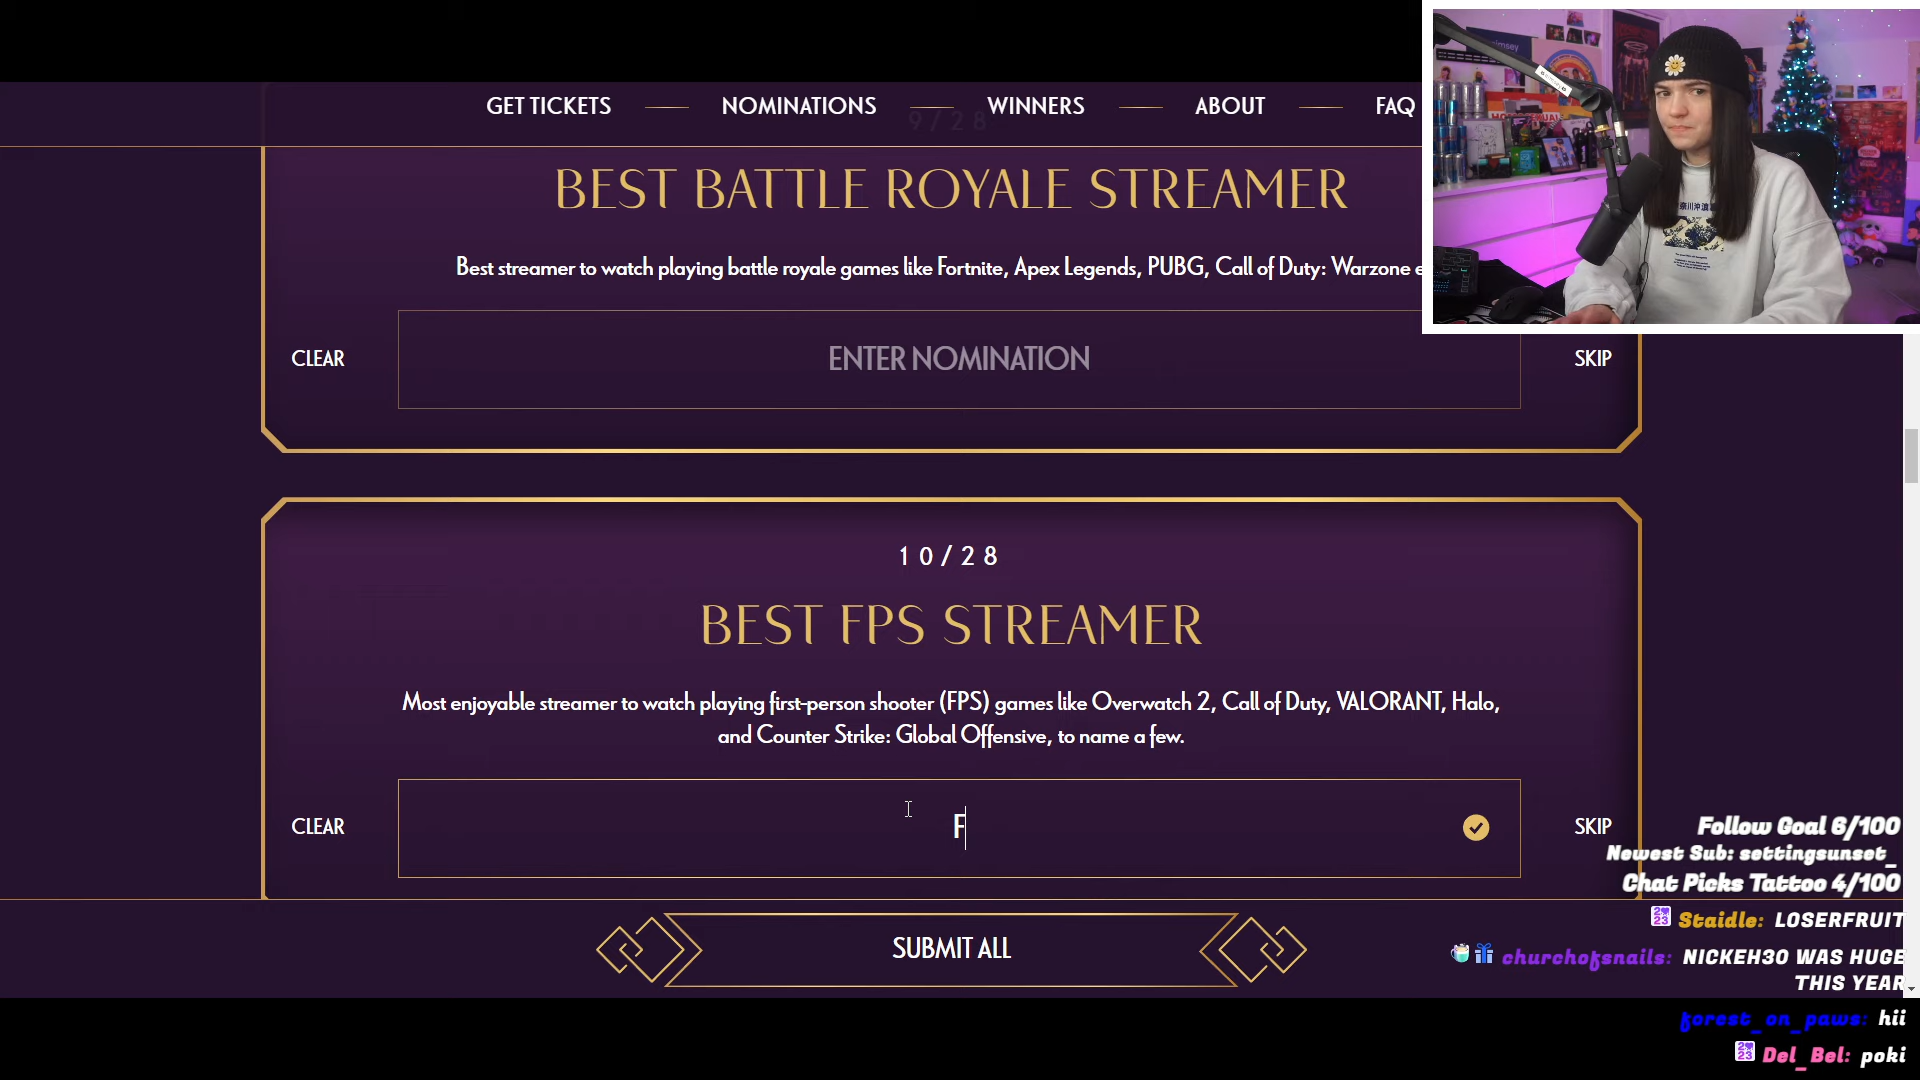 GET TICKETS
NOMINATIONS
WINNERS
ABOUT
FAQ
9/28
BEST BATTLE ROYALE STREAMER
Best streamer to watch playing battle royale games like Fortnite, Apex Legends, PUBG, Call of Duty: Warzone e
CLEAR
ENTER NOMINATION
SKIP
10/28
BEST FPS STREAMER
Most enjoyable streamer to watch playing first-person shooter (FPS) games like Overwatch 2, Call of Duty, VALORANT, Halo,
and Counter Strike: Global Offensive, to name a few.
CLEAR
F
SKIP
SUBMIT ALL
Follow Goal 6/100
Newest Sub: settingsunset_
Chat Picks Tattoo 4/100
Staidle: LOSERFRUIT
churchofsnails: NICKEH30 WAS HUGE
THIS YEAR
forest_on_paws: hii
Del_Bel: poki